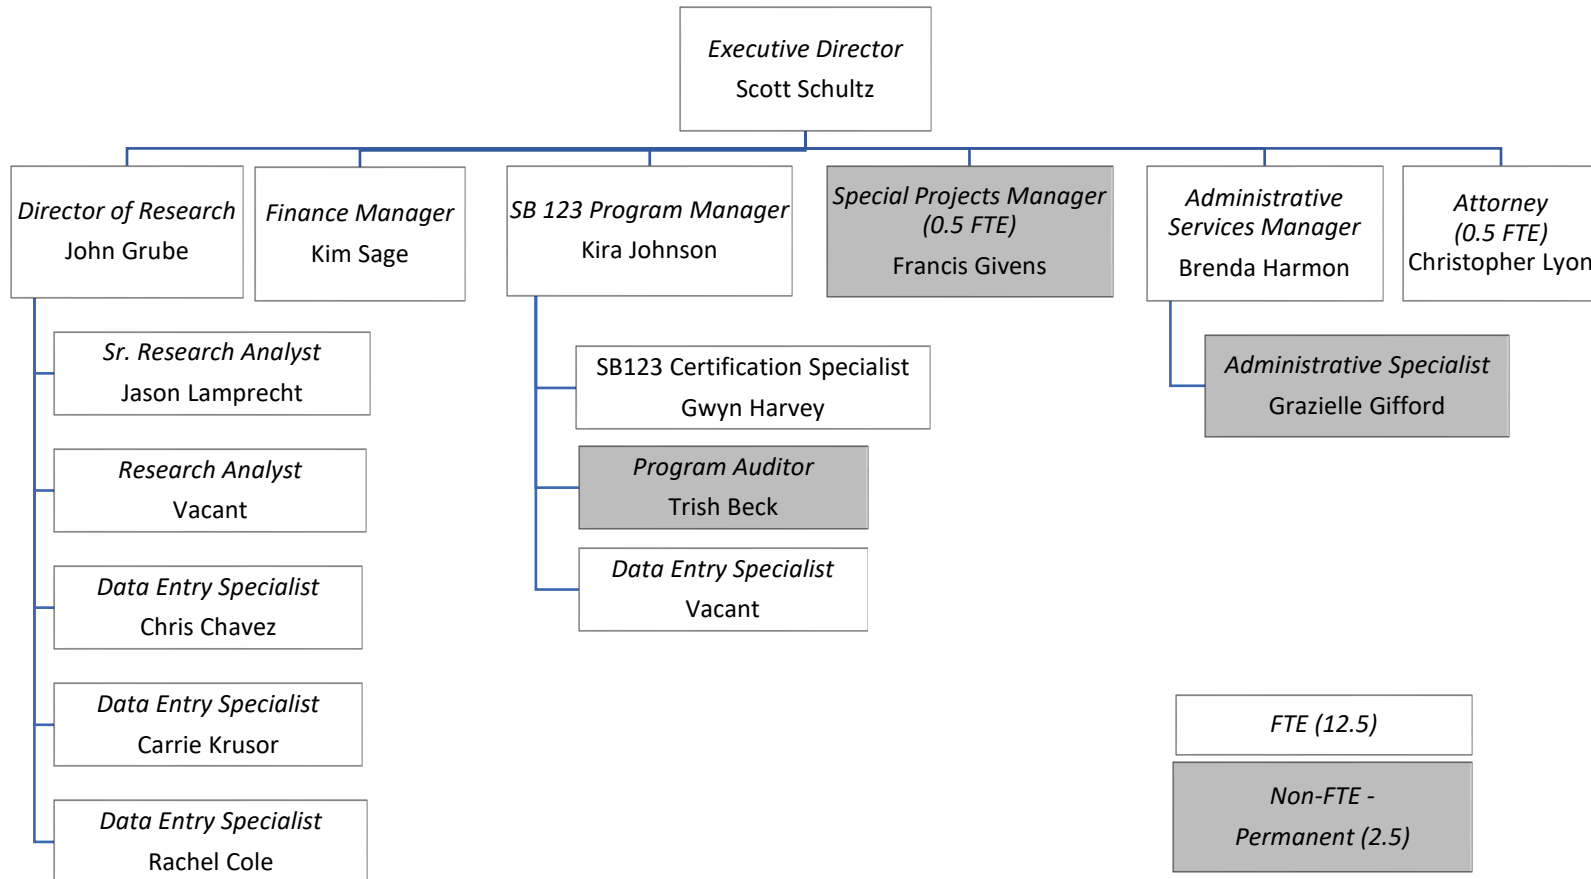 Executive Director
Scott Schultz
Director of Research
John Grube
Finance Manager
Kim Sage
SB 123 Program Manager
Kira Johnson
Special Projects Manager
(0.5 FTE)
Francis Givens
Administrative
Services Manager
Brenda Harmon
Attorney
(0.5 FTE)
Christopher Lyon
Sr. Research Analyst
Jason Lamprecht
Research Analyst
Vacant
Data Entry Specialist
Chris Chavez
Data Entry Specialist
Carrie Krusor
Data Entry Specialist
Rachel Cole
SB123 Certification Specialist
Gwyn Harvey
Program Auditor
Trish Beck
Data Entry Specialist
Vacant
Administrative Specialist
Grazielle Gifford
FTE (12.5)
Non-FTE -
Permanent (2.5)